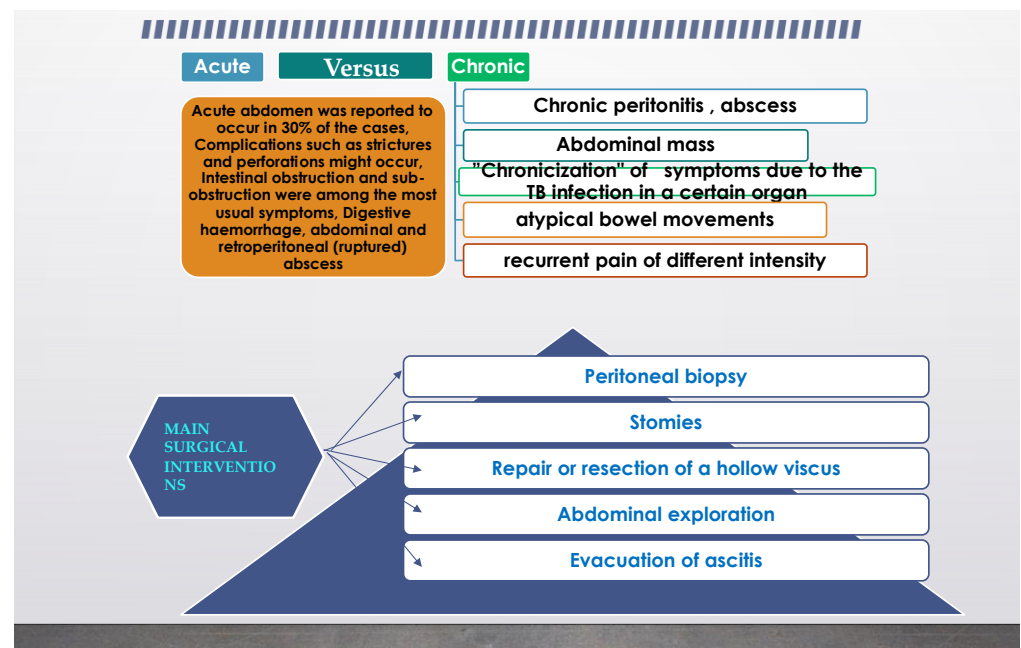 Acute
Versus
Chronic
Acute abdomen was reported to
occur in 30% of the cases,
Complications such as strictures
and perforations might occur,
Intestinal obstruction and sub-
obstruction were among the most
usual symptoms, Digestive
haemorrhage, abdominal and
retroperitoneal (ruptured)
abscess
Chronic peritonitis , abscess
Abdominal mass
"Chronicization" of symptoms due to the
TB infection in a certain organ
atypical bowel movements
recurrent pain of different intensity
MAIN
SURGICAL
INTERVENTIO
NS
Peritoneal biopsy
Stomies
Repair or resection of a hollow viscus
Abdominal exploration
Evacuation of ascitis